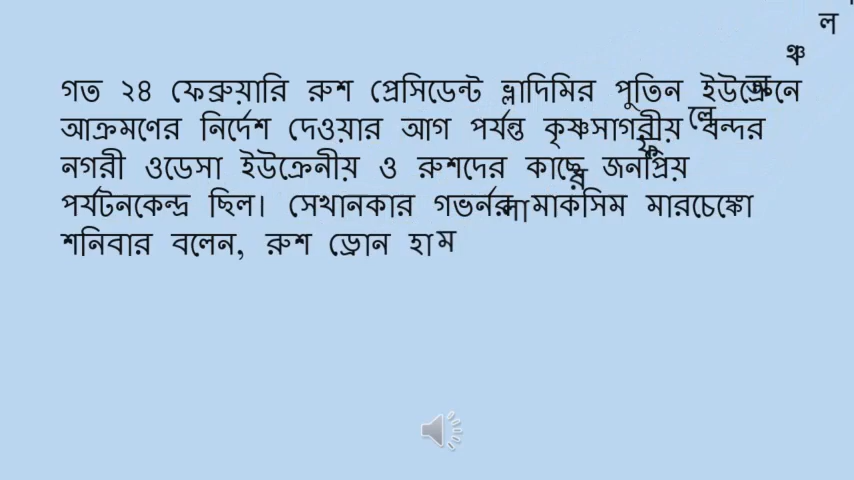 গত ২৪ ফেব্রুয়ারি রুশ প্রেসিডেন্ট ভ্লাদিমির পুতিন ইউক্রেনে
আক্রমণের নির্দেশ দেওয়ার আগ পর্যন্ত কৃষ্ণসাগরীয় বন্দর
নগরী ওডেসা ইউক্রেনীয় ও রুশদের কাছে জনপ্রিয়
পর্যটনকেন্দ্র ছিল। সেখানকার গভর্নর মাকসিম মারচেঙ্কো
শনিবার বলেন, রুশ ড্রোন হাম